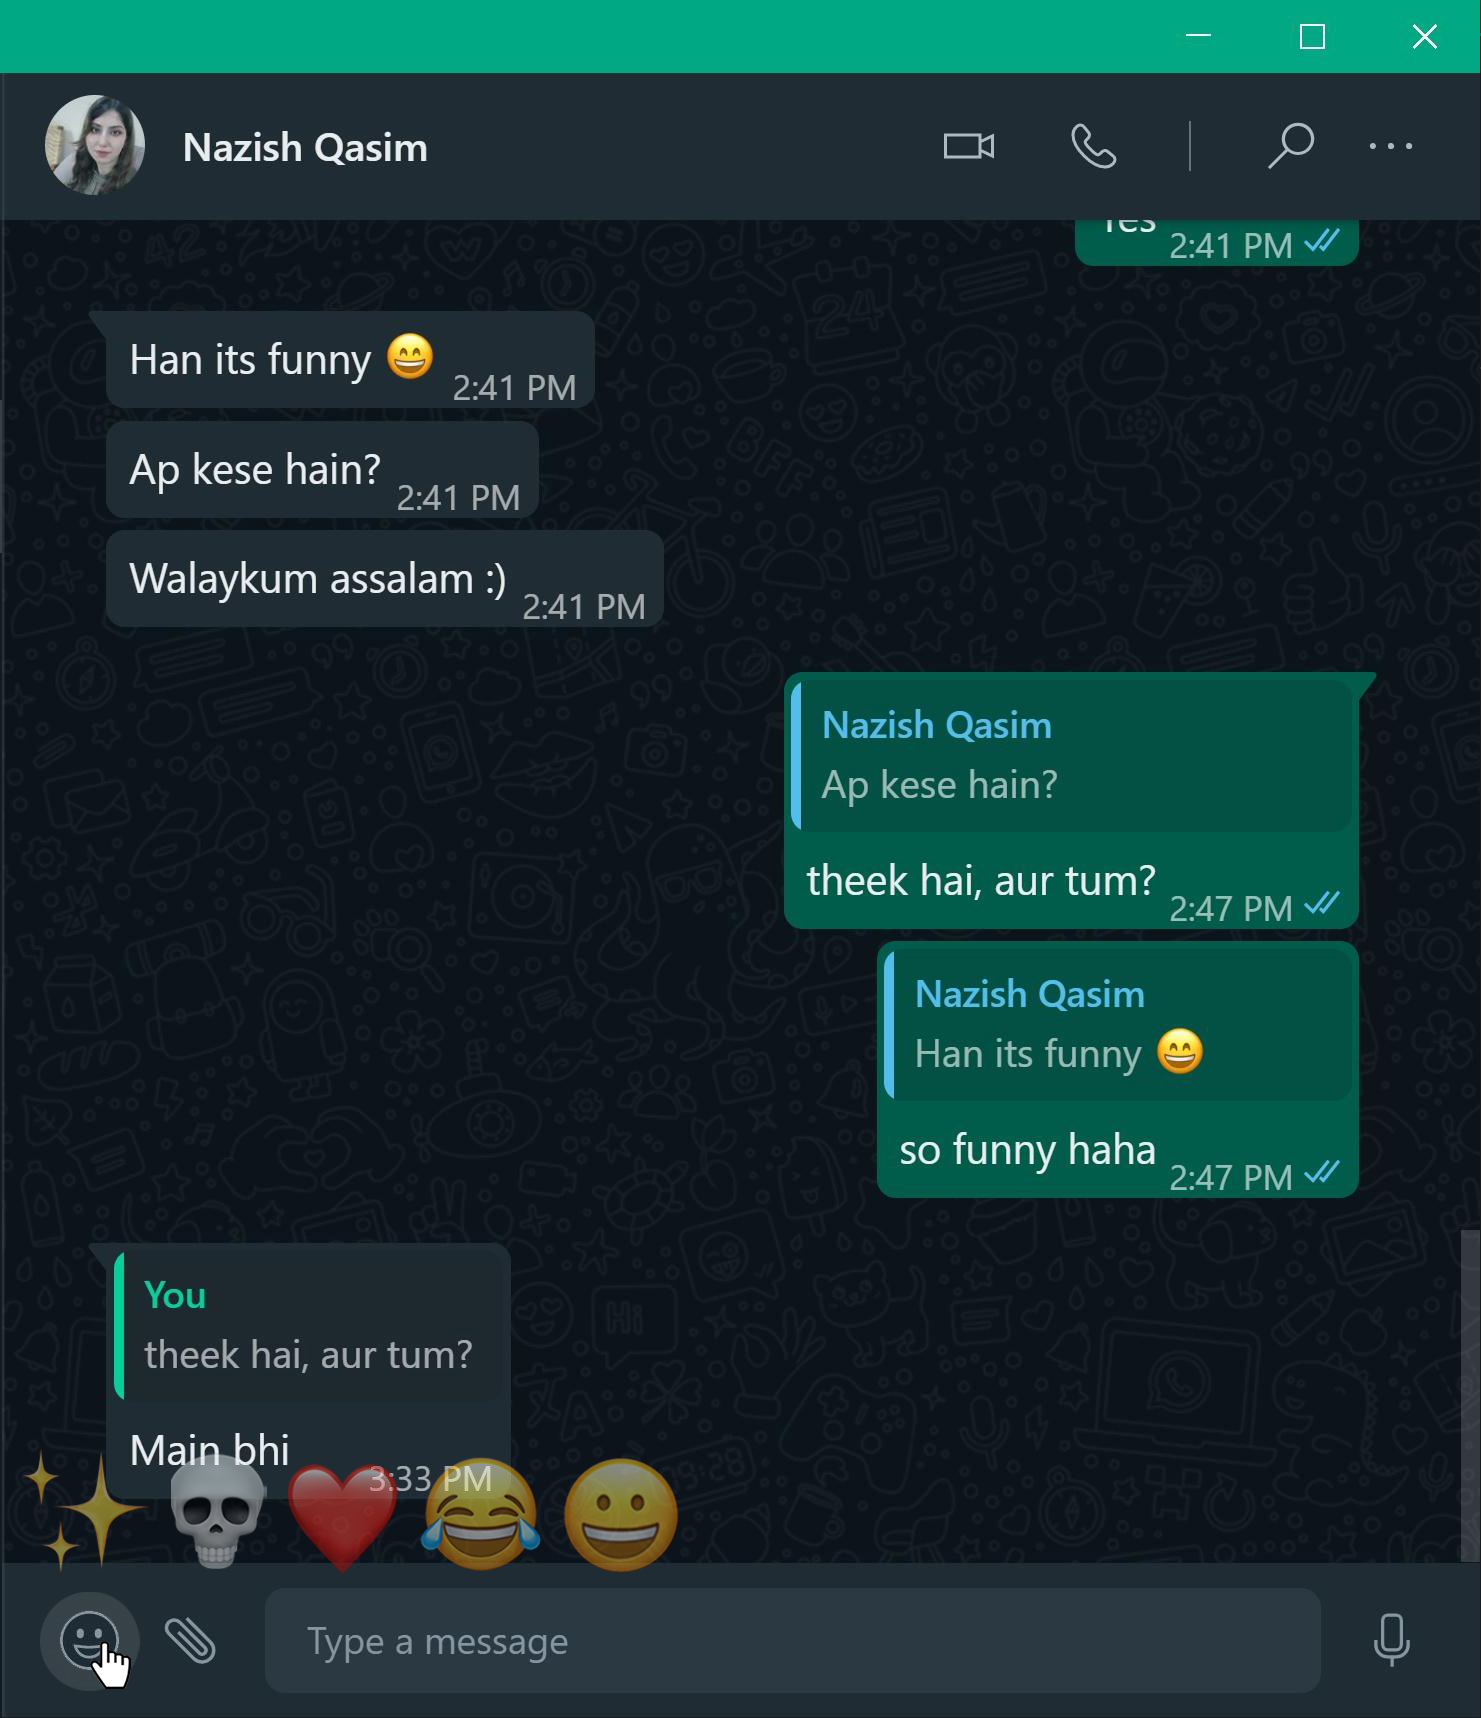 Nazish Qasim
Yes
2:41 PM
Han its funny 😄
2:41 PM
Ap kese hain?
2:41 PM
Walaykum assalam :)
2:41 PM
Nazish Qasim
Ap kese hain?
theek hai, aur tum?
2:47 PM
Nazish Qasim
Han its funny 😄
so funny haha
2:47 PM
You
theek hai, aur tum?
Main bhi
3:33 PM
Type a message